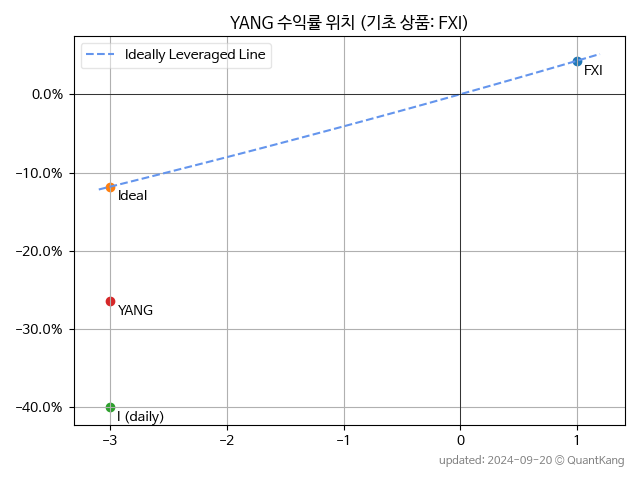 YANG 수익률 위치 (기초 상품: FXI)
Ideally Leveraged Line
FXI
0.0%
−10.0%
Ideal
−20.0%
YANG
−30.0%
−40.0%
I (daily)
−3 −2 −1 0 1
updated: 2024-09-20 © QuantKang